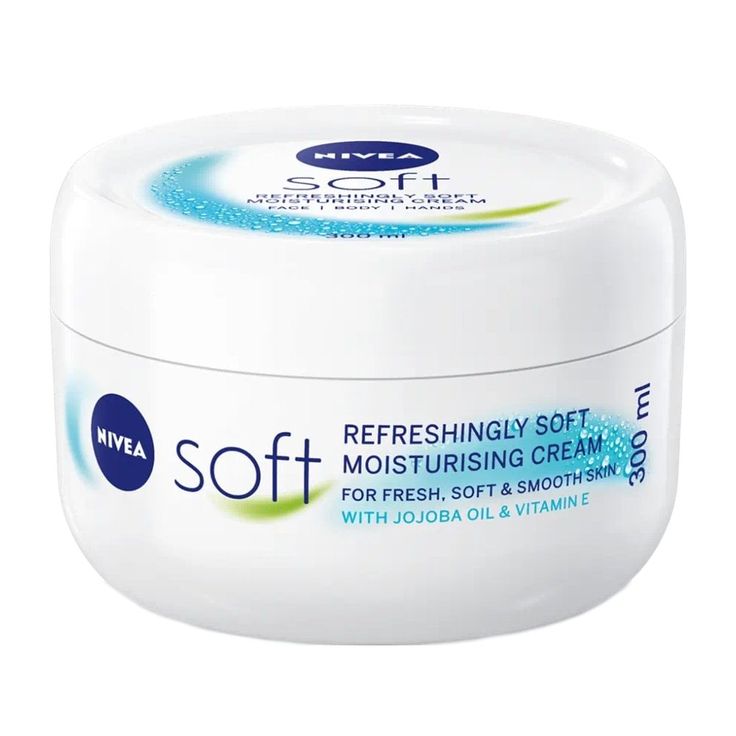 NIVEA
soft
REFRESHINGLY SOFT
MOISTURISING CREAM
FACE | BODY | HANDS
300 ml
NIVEA
soft
REFRESHINGLY SOFT
MOISTURISING CREAM
FOR FRESH, SOFT & SMOOTH SKIN
WITH JOJOBA OIL & VITAMIN E
300 ml